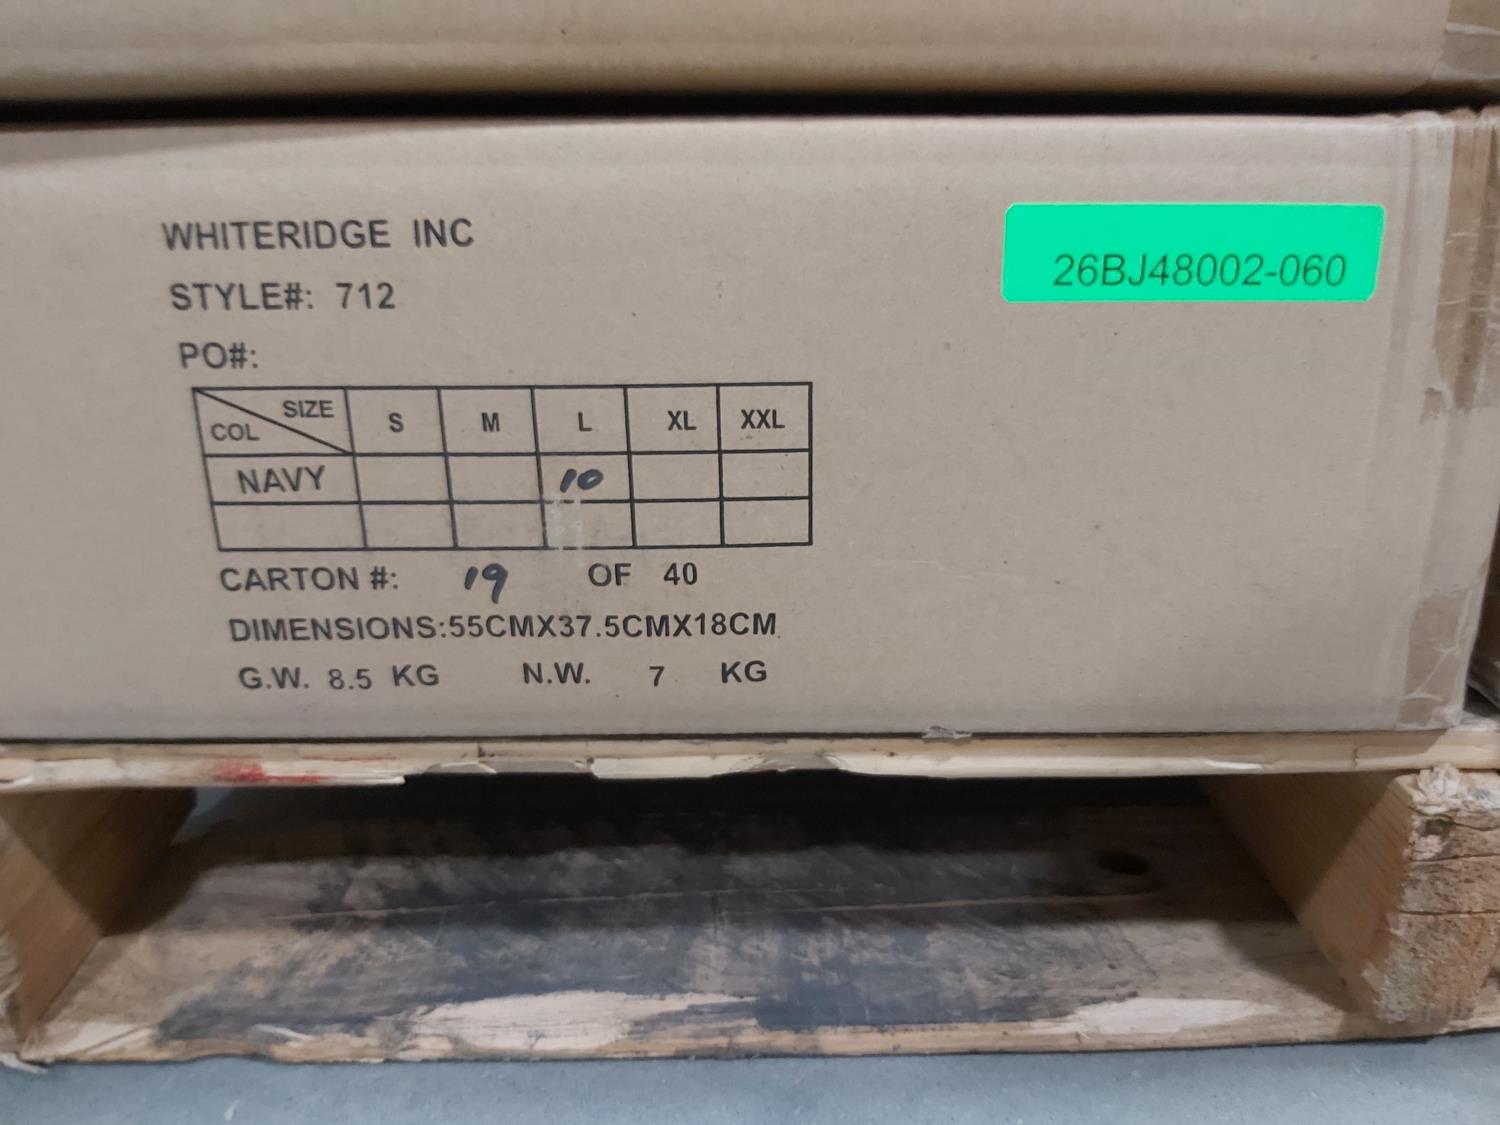 WHITERIDGE INC
26BJ48002-060
STYLE#: 712
PO#:
SIZE
COL S M L XL XXL
NAVY 10
CARTON #: 19 OF 40
DIMENSIONS:55CMX37.5CMX18CM
G.W. 8.5 KG N.W. 7 KG